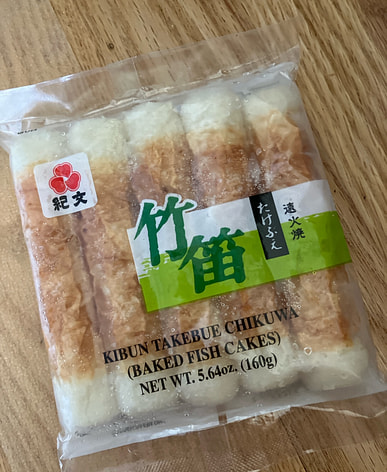 紀文
竹笛
たけぶえ
遠火焼
KIBUN TAKEBUE CHIKUWA
(BAKED FISH CAKES)
NET WT. 5.64oz. (160g)